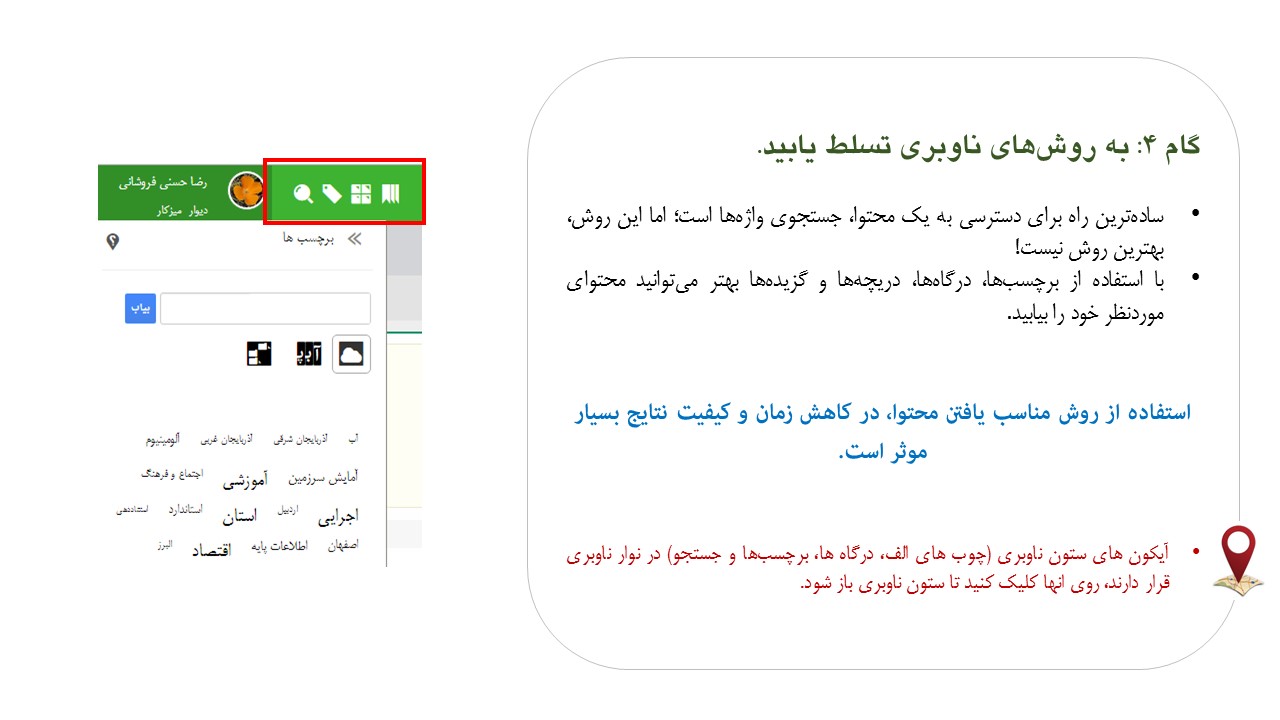 گام ۴: به روش‌های ناوبری تسلط یابید.
• ساده‌ترین راه برای دسترسی به یک محتوا، جستجوی واژه‌ها است؛ اما این روش،
بهترین روش نیست!
• با استفاده از برچسب‌ها، درگاه‌ها، دریچه‌ها و گزیده‌ها بهتر می‌توانید محتوای
موردنظر خود را بیابید.
استفاده از روش مناسب یافتن محتوا، در کاهش زمان و کیفیت نتایج بسیار
موثر است.
• آیکون های ستون ناوبری (چوب های الف، درگاه ها، برچسب‌ها و جستجو) در نوار ناوبری
قرار دارند، روی انها کلیک کنید تا ستون ناوبری باز شود.
رضا حسنی فروشانی
دیوار میزکار
برچسب ها
بیاب
آب آذربایجان شرقی آذربایجان غربی آلومینیوم
آمایش سرزمین آموزشی اجتماع و فرهنگ
اجرایی اردبیل استان استاندارد استنادهی
اصفهان اطلاعات پایه اقتصاد البرز